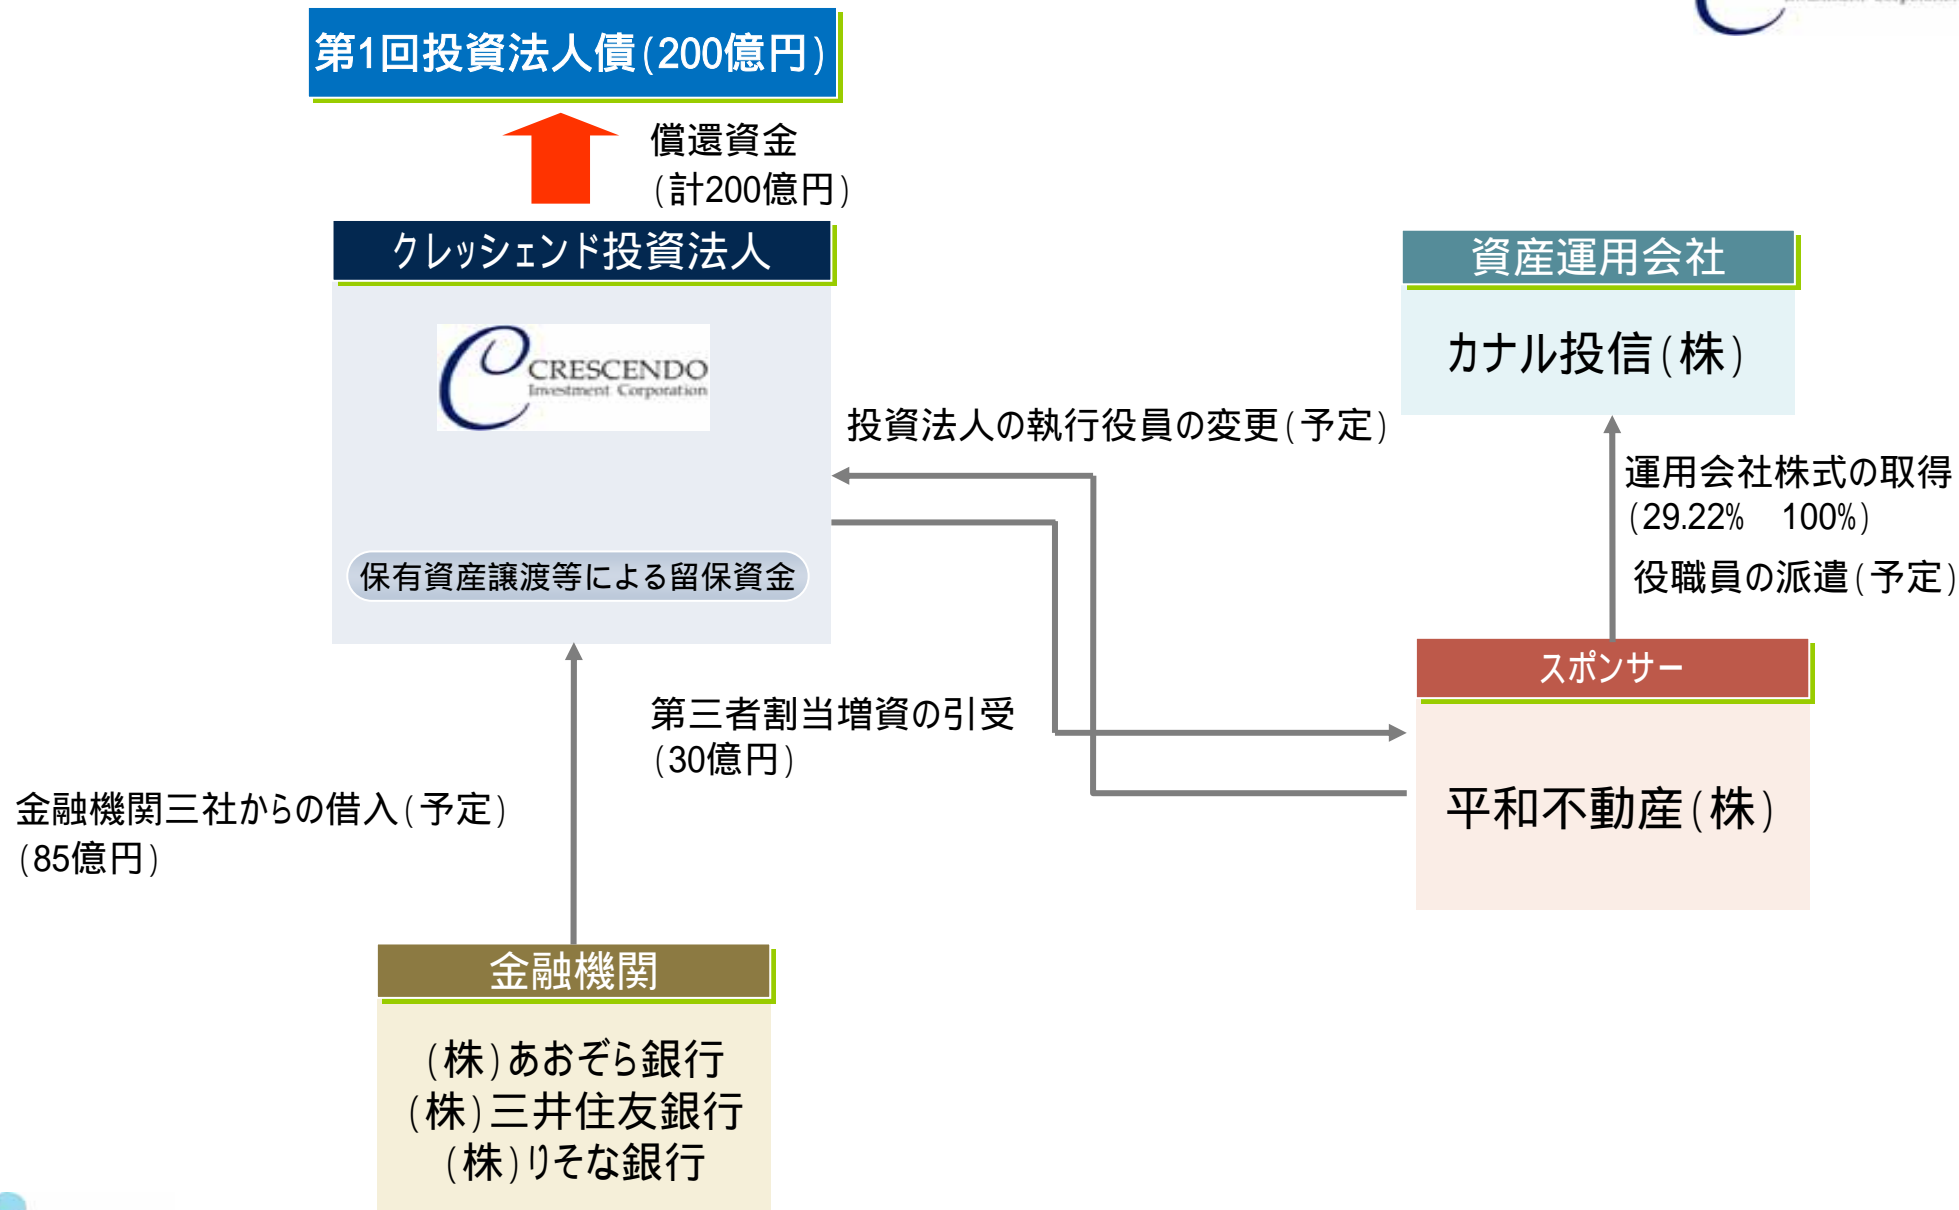 第1回投資法人債(200億円)
償還資金
(計200億円)
クレッシェンド投資法人
CRESCENDO
Investment Corporation
保有資産譲渡等による留保資金
資産運用会社
カナル投信(株)
投資法人の執行役員の変更(予定)
運用会社株式の取得
(29.22%　100%)
役職員の派遣(予定)
スポンサー
平和不動産(株)
第三者割当増資の引受
(30億円)
金融機関三社からの借入(予定)
(85億円)
金融機関
(株)あおぞら銀行
(株)三井住友銀行
(株)りそな銀行